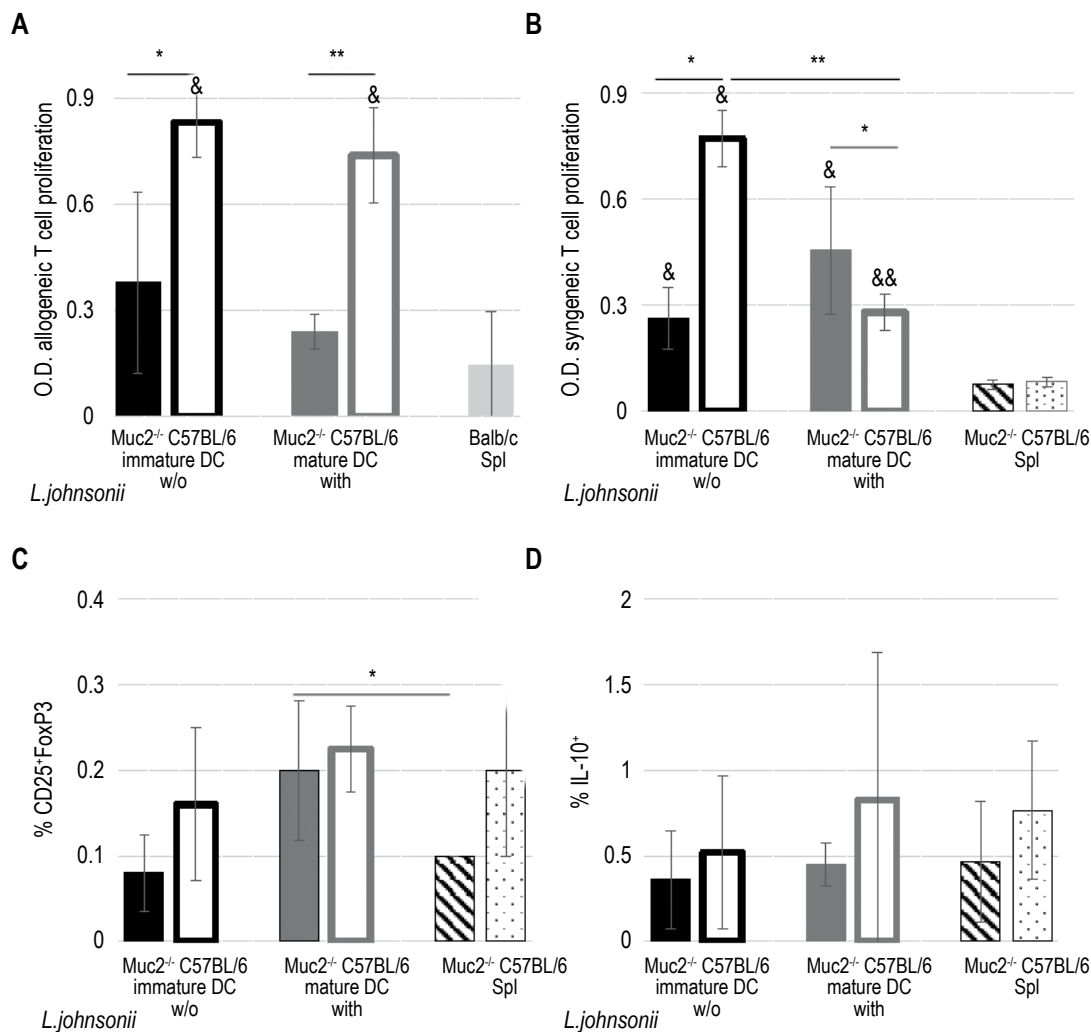 A
O.D. allogeneic T cell proliferation
0.9
0.6
0.3
0
*
&
**
&
Muc2-/- C57BL/6
immature DC
w/o
Muc2-/- C57BL/6
mature DC
with
Balb/c
Spl
L.johnsonii
B
O.D. syngeneic T cell proliferation
0.9
0.6
0.3
0
*
**
&
*
&
&
&&
Muc2-/- C57BL/6
immature DC
w/o
Muc2-/- C57BL/6
mature DC
with
Muc2-/- C57BL/6
Spl
L.johnsonii
C
% CD25+FoxP3
0.4
0.3
0.2
0.1
0
*
Muc2-/- C57BL/6
immature DC
w/o
Muc2-/- C57BL/6
mature DC
with
Muc2-/- C57BL/6
Spl
L.johnsonii
D
% IL-10+
2
1.5
1
0.5
0
Muc2-/- C57BL/6
immature DC
w/o
Muc2-/- C57BL/6
mature DC
with
Muc2-/- C57BL/6
Spl
L.johnsonii